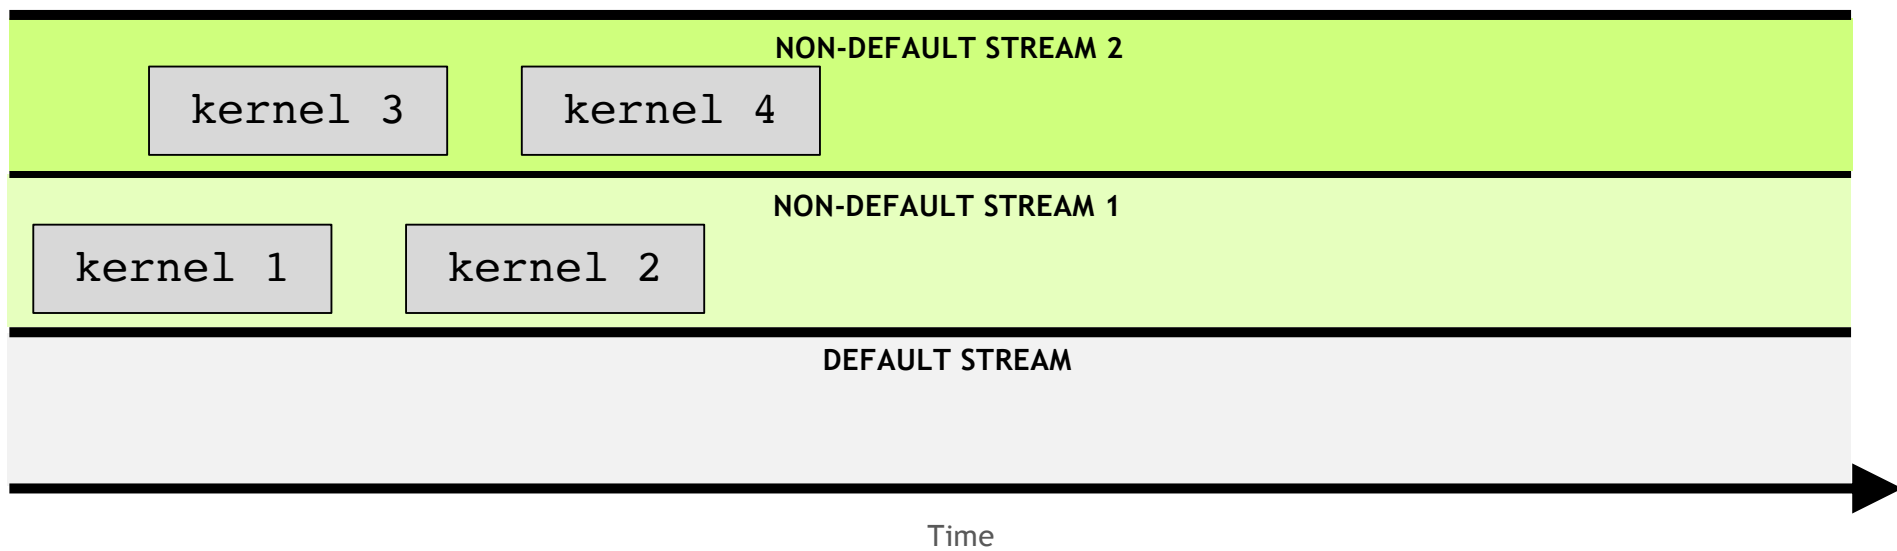 NON-DEFAULT STREAM 2
kernel 3
kernel 4
NON-DEFAULT STREAM 1
kernel 1
kernel 2
DEFAULT STREAM
Time